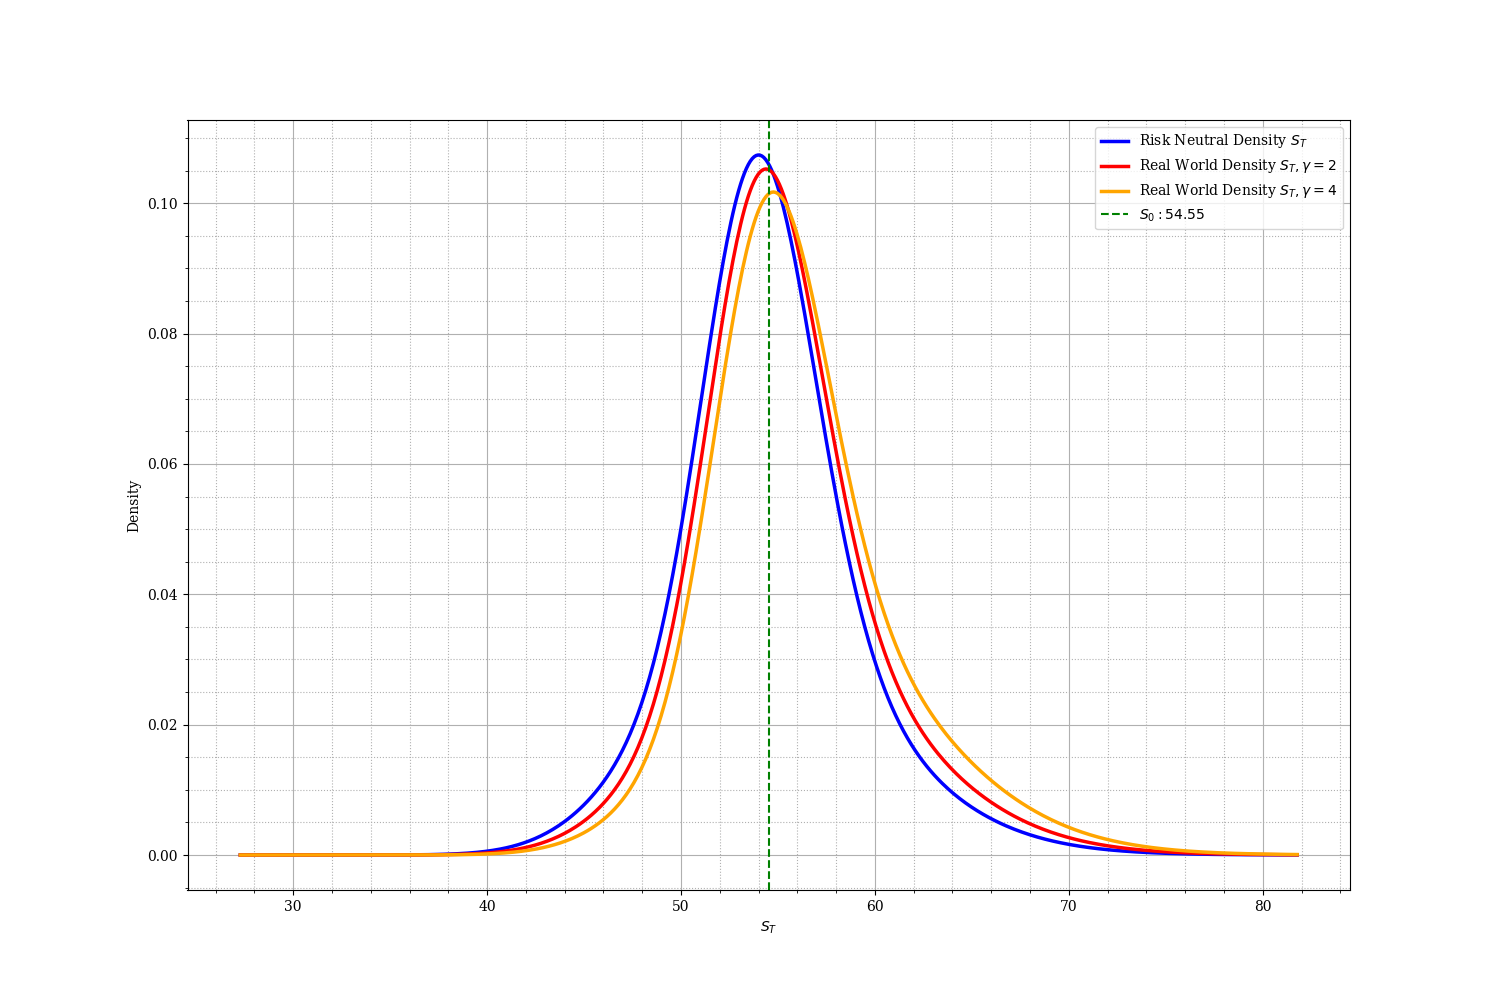 Risk Neutral Density $S_T$
Real World Density $S_T, \gamma = 2$
Real World Density $S_T, \gamma = 4$
$S_0 : 54.55$
0.10
0.08
0.06
0.04
0.02
0.00
Density
30 40 50 60 70 80
$S_T$